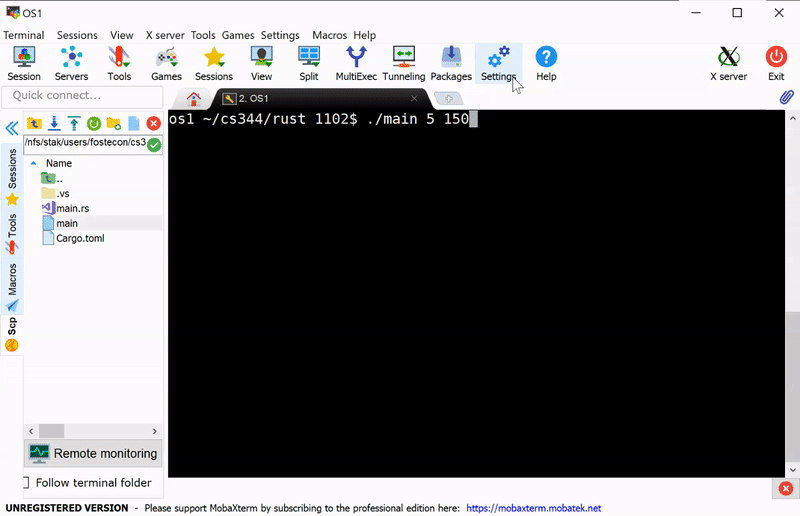 OS1
Terminal Sessions View X server Tools Games Settings Macros Help
Session Servers Tools Games Sessions View Split MultiExec Tunneling Packages Settings Help X server Exit
Quick connect...
2. OS1
/nfs/stak/users/fostecon/cs3
Name
..
.vs
main.rs
main
Cargo.toml
Sessions
Tools
Macros
Scp
os1 ~/cs344/rust 1102$ ./main 5 150
Remote monitoring
Follow terminal folder
UNREGISTERED VERSION - Please support MobaXterm by subscribing to the professional edition here: https://mobaxterm.mobatek.net